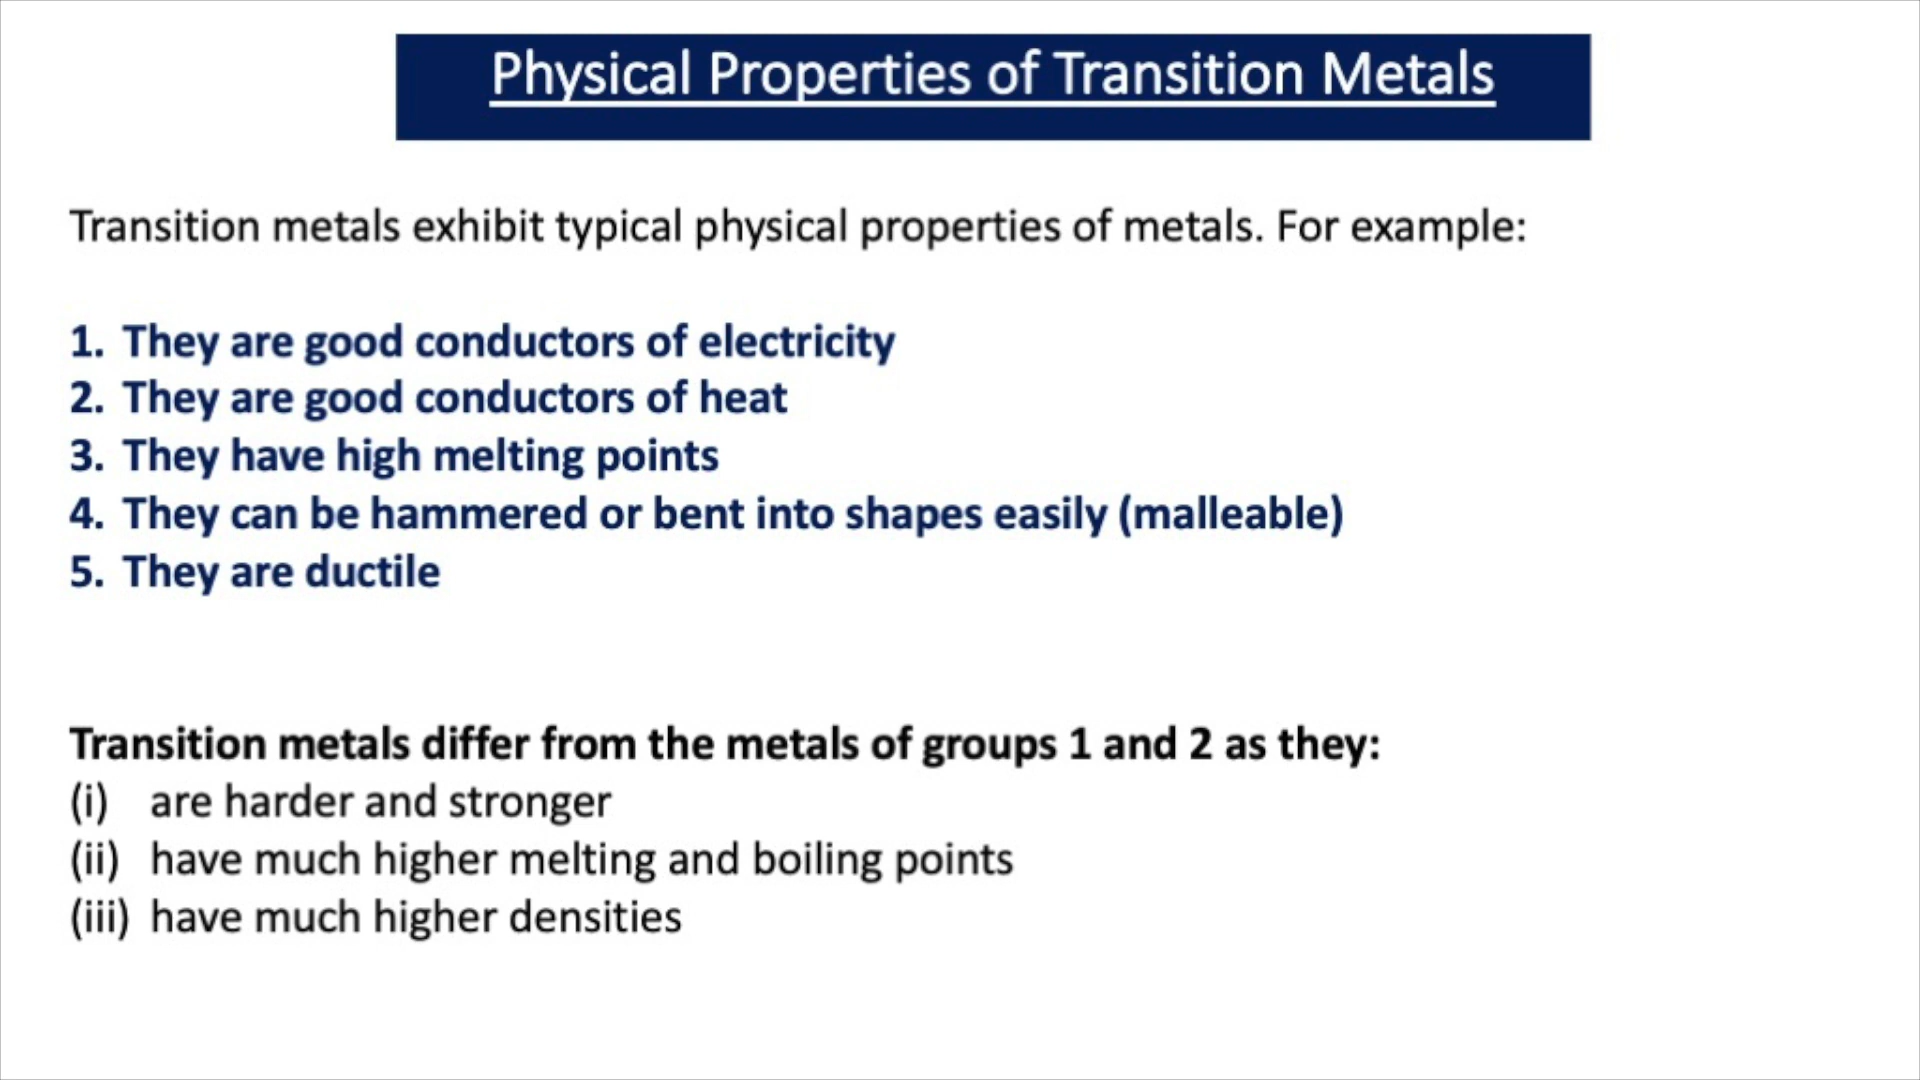 Physical Properties of Transition Metals
Transition metals exhibit typical physical properties of metals. For example:
1. They are good conductors of electricity
2. They are good conductors of heat
3. They have high melting points
4. They can be hammered or bent into shapes easily (malleable)
5. They are ductile
Transition metals differ from the metals of groups 1 and 2 as they:
(i) are harder and stronger
(ii) have much higher melting and boiling points
(iii) have much higher densities